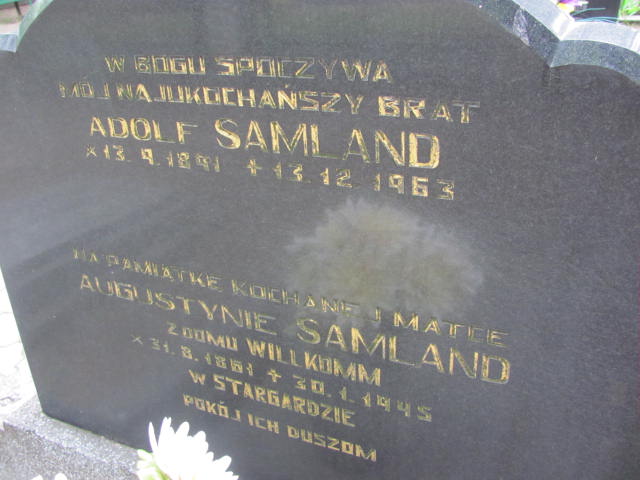 W BOGU SPOCZYWA
MÓJ NAJUKOCHAŃSZY BRAT
ADOLF SAMLAND
× 13. 9. 1891 + 13. 12. 1963
NA PAMIĄTKĘ KOCHANEJ MATCE
AUGUSTYNIE SAMLAND
Z DOMU WILLKOMM
× 31. 8. 1861 + 30. 1. 1945
W STARGARDZIE
POKÓJ ICH DUSZOM